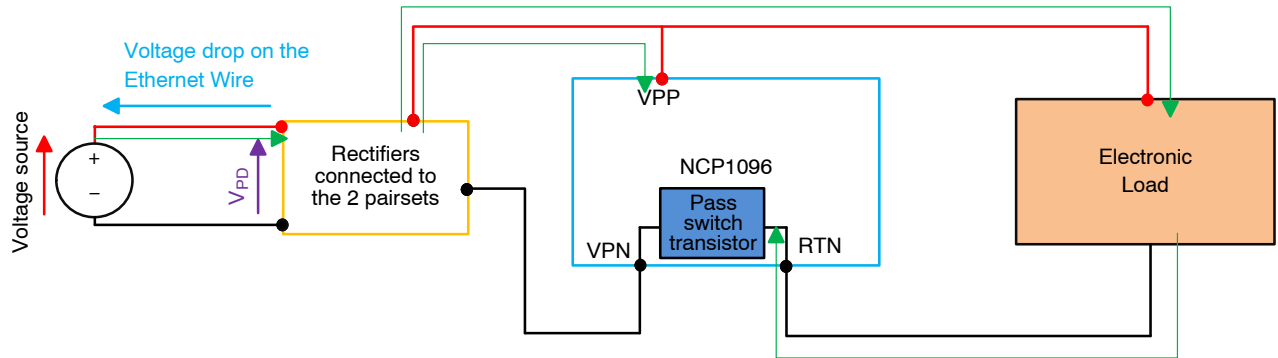 Voltage drop on the
Ethernet Wire
Voltage source
+
−
VPD
Rectifiers
connected to
the 2 pairsets
VPP
NCP1096
Pass
switch
transistor
VPN
RTN
Electronic
Load